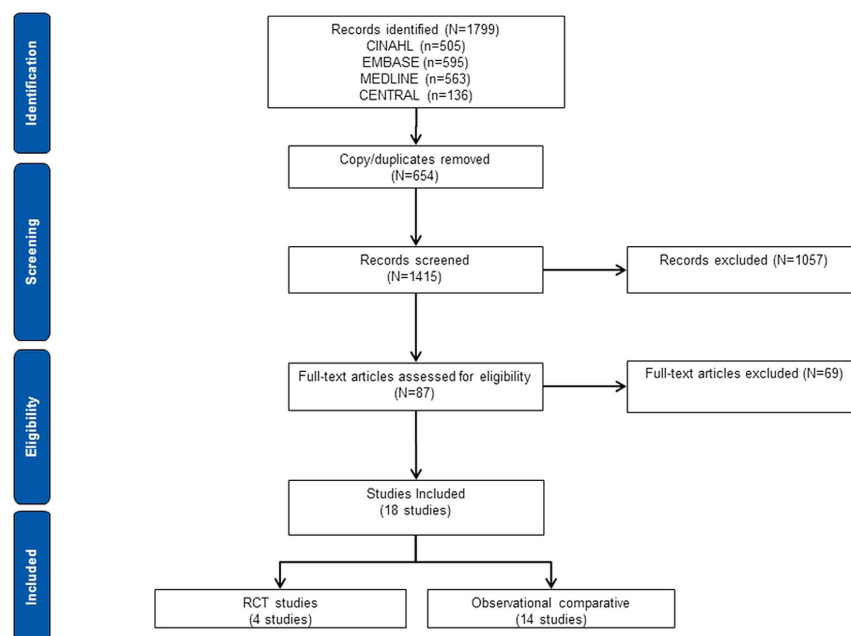 Identification
Records identified (N=1799)
CINAHL (n=505)
EMBASE (n=595)
MEDLINE (n=563)
CENTRAL (n=136)
Copy/duplicates removed
(N=654)
Screening
Records screened
(N=1415)
Records excluded (N=1057)
Eligibility
Full-text articles assessed for eligibility
(N=87)
Full-text articles excluded (N=69)
Studies Included
(18 studies)
Included
RCT studies
(4 studies)
Observational comparative
(14 studies)